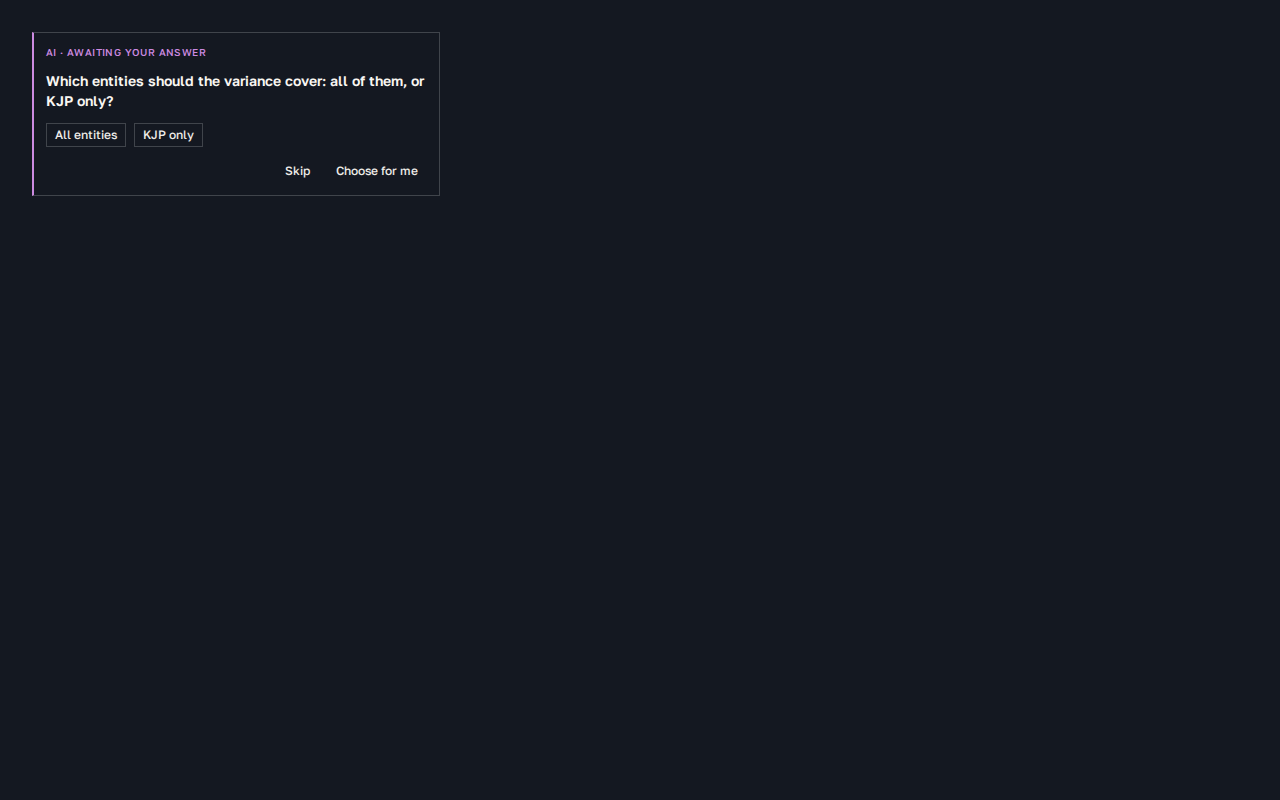 AI · AWAITING YOUR ANSWER
Which entities should the variance cover: all of them, or
KJP only?
All entities KJP only
Skip Choose for me